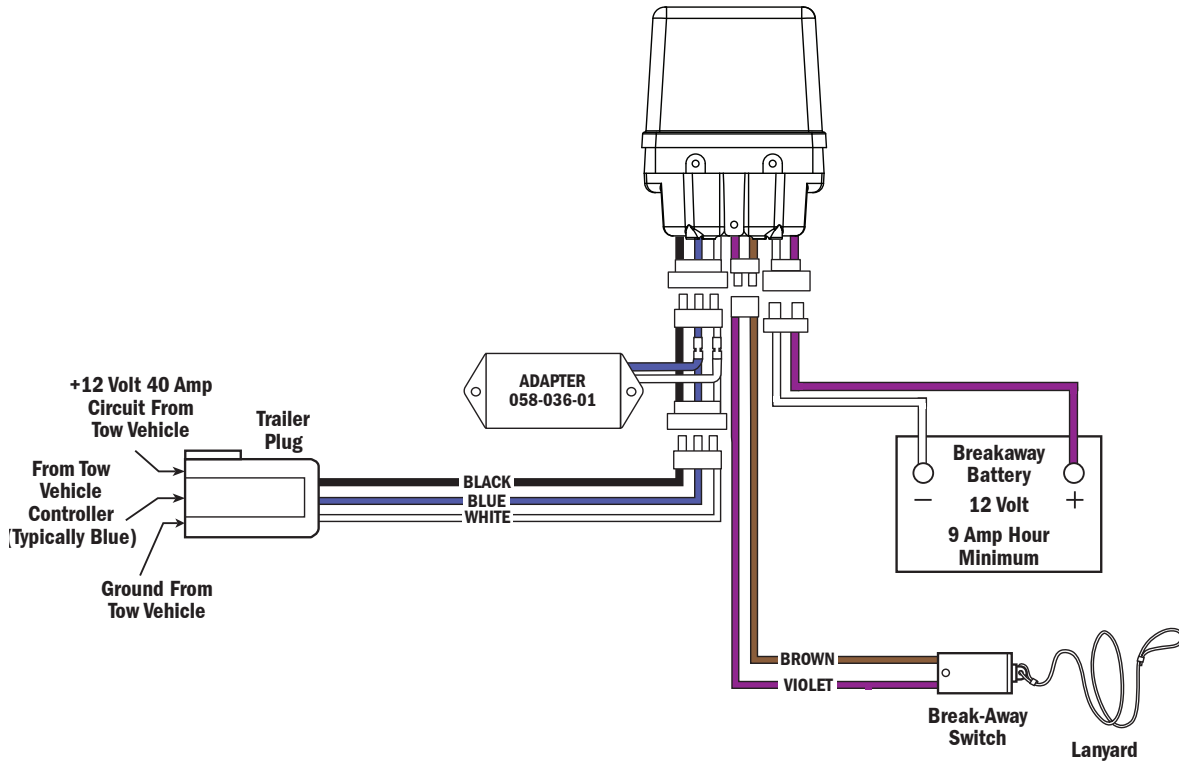 ADAPTER
058-036-01
+12 Volt 40 Amp
Circuit From
Tow Vehicle
Trailer
Plug
From Tow
Vehicle
Controller
(Typically Blue)
Ground From
Tow Vehicle
BLACK
BLUE
WHITE
Breakaway
Battery
− +
12 Volt
9 Amp Hour
Minimum
BROWN
VIOLET
Break-Away
Switch
Lanyard